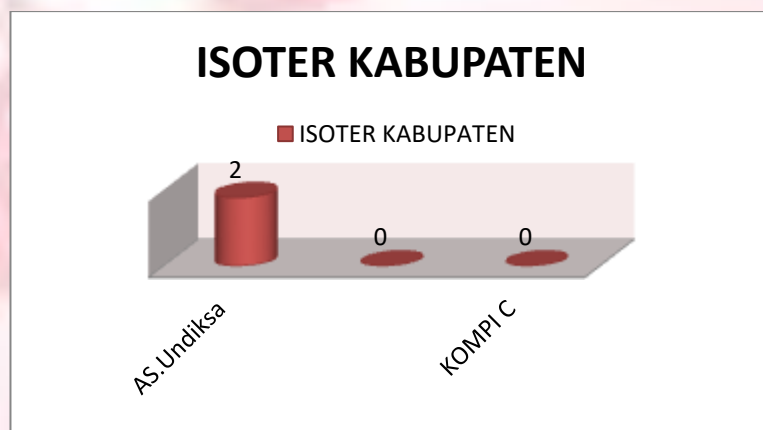 ISOTER KABUPATEN
ISOTER KABUPATEN
2
0
0
AS.Undiksa
KOMPI C